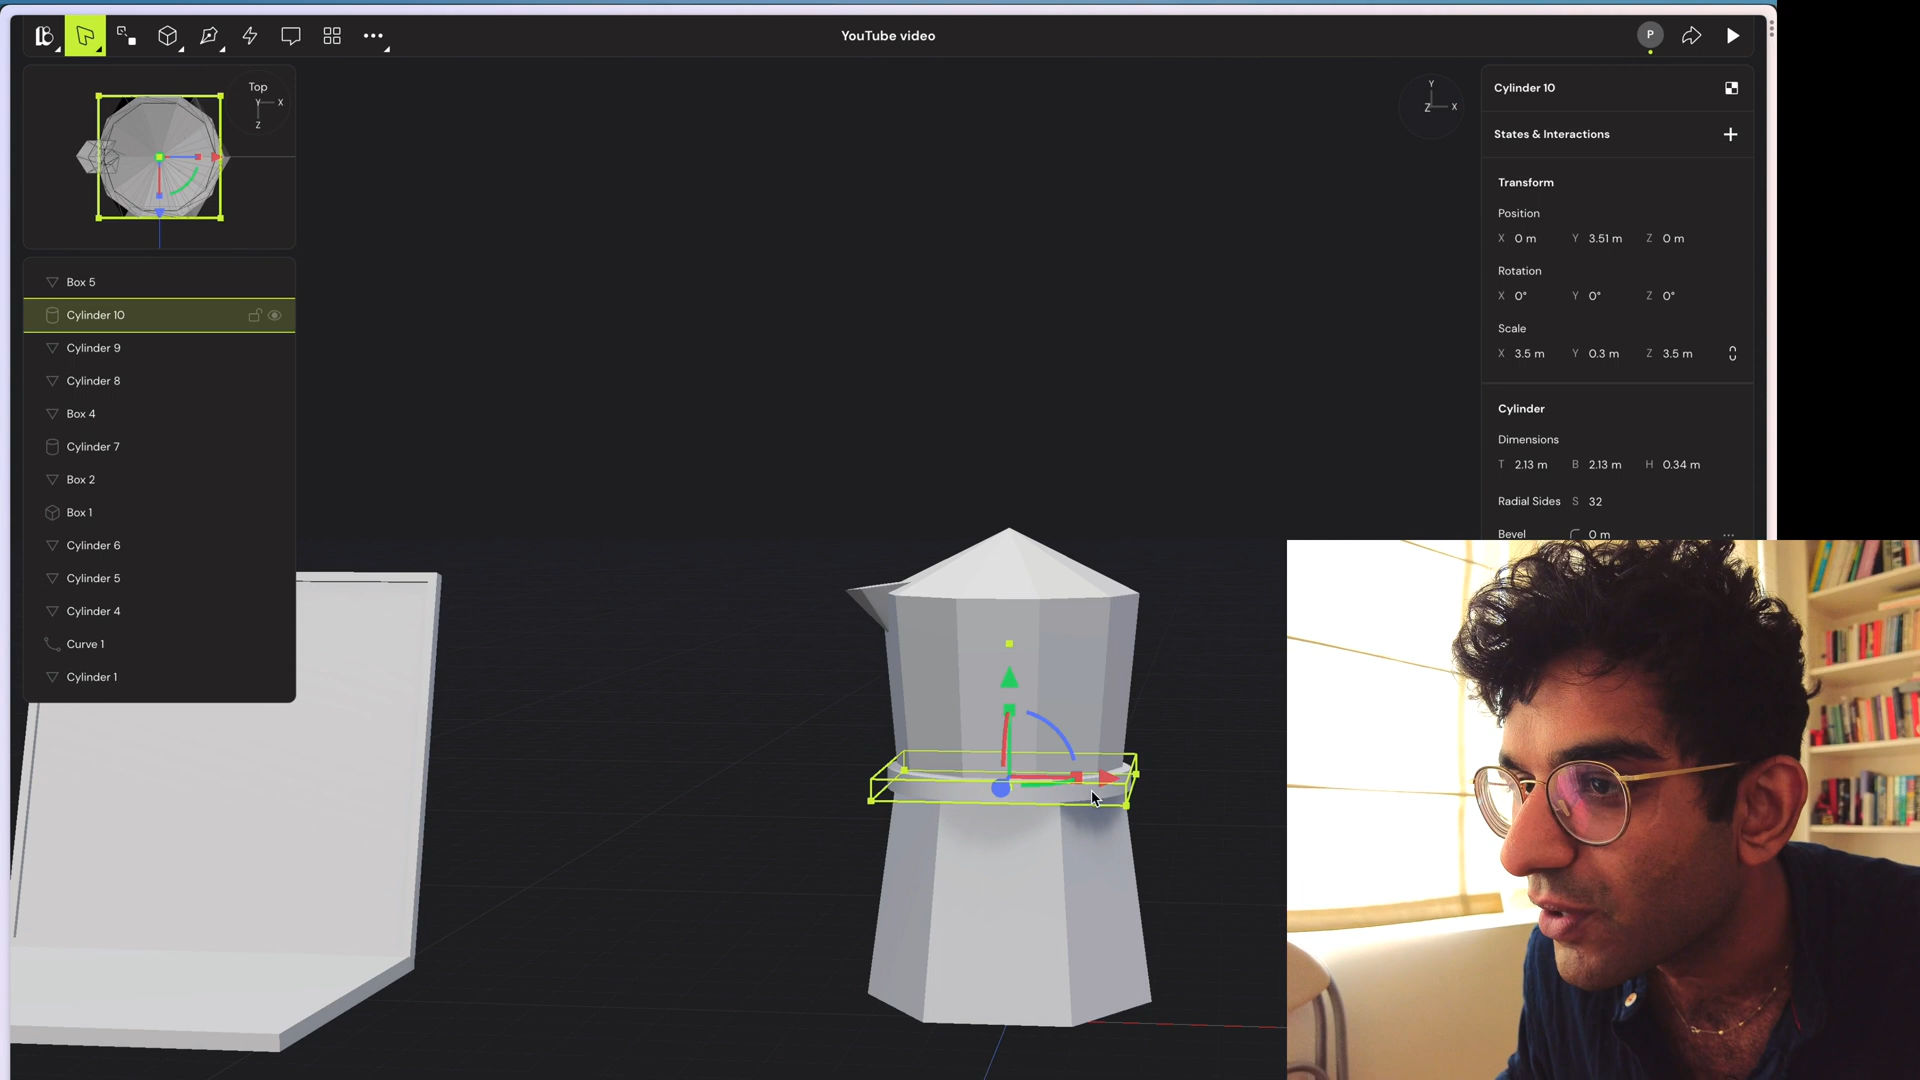 YouTube video
P
Top
Y X
Z
Y
Z X
Box 5
Cylinder 10
Cylinder 9
Cylinder 8
Box 4
Cylinder 7
Box 2
Box 1
Cylinder 6
Cylinder 5
Cylinder 4
Curve 1
Cylinder 1
Cylinder 10
States & Interactions
Transform
Position
X 0 m Y 3.51 m Z 0 m
Rotation
X 0° Y 0° Z 0°
Scale
X 3.5 m Y 0.3 m Z 3.5 m
Cylinder
Dimensions
T 2.13 m B 2.13 m H 0.34 m
Radial Sides S 32
Bevel 0 m